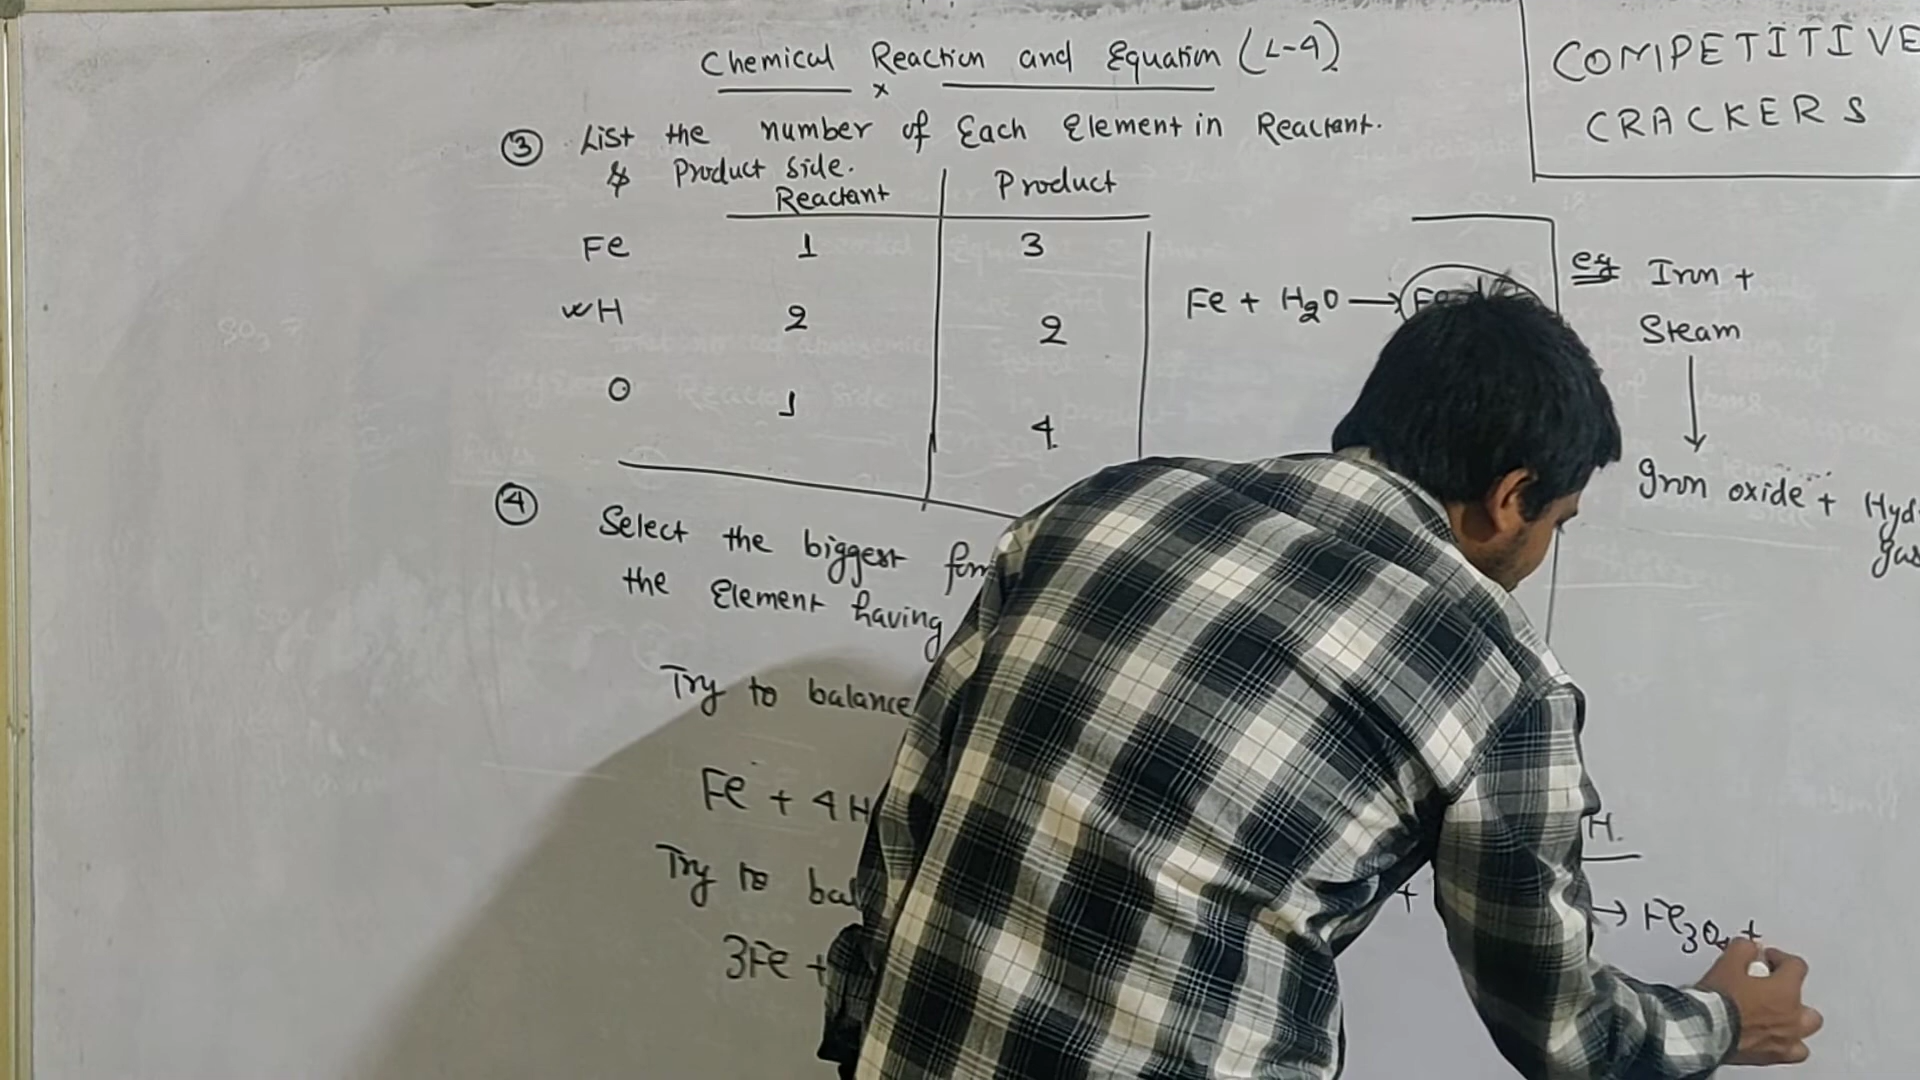 Chemical Reaction and Equation (L-4)
x
COMPETITIVE
CRACKERS
③ List the number of Each Element in Reactant.
& Product side.
Reactant Product
Fe 1 3
H 2 2
O 1 4
Fe + H2O →
eg Iron +
Steam
↓
Iron oxide +
④ Select the biggest
the Element having
Try to balance
Fe + 4H
Try to
3Fe +
H.
+ → Fe3O4 +